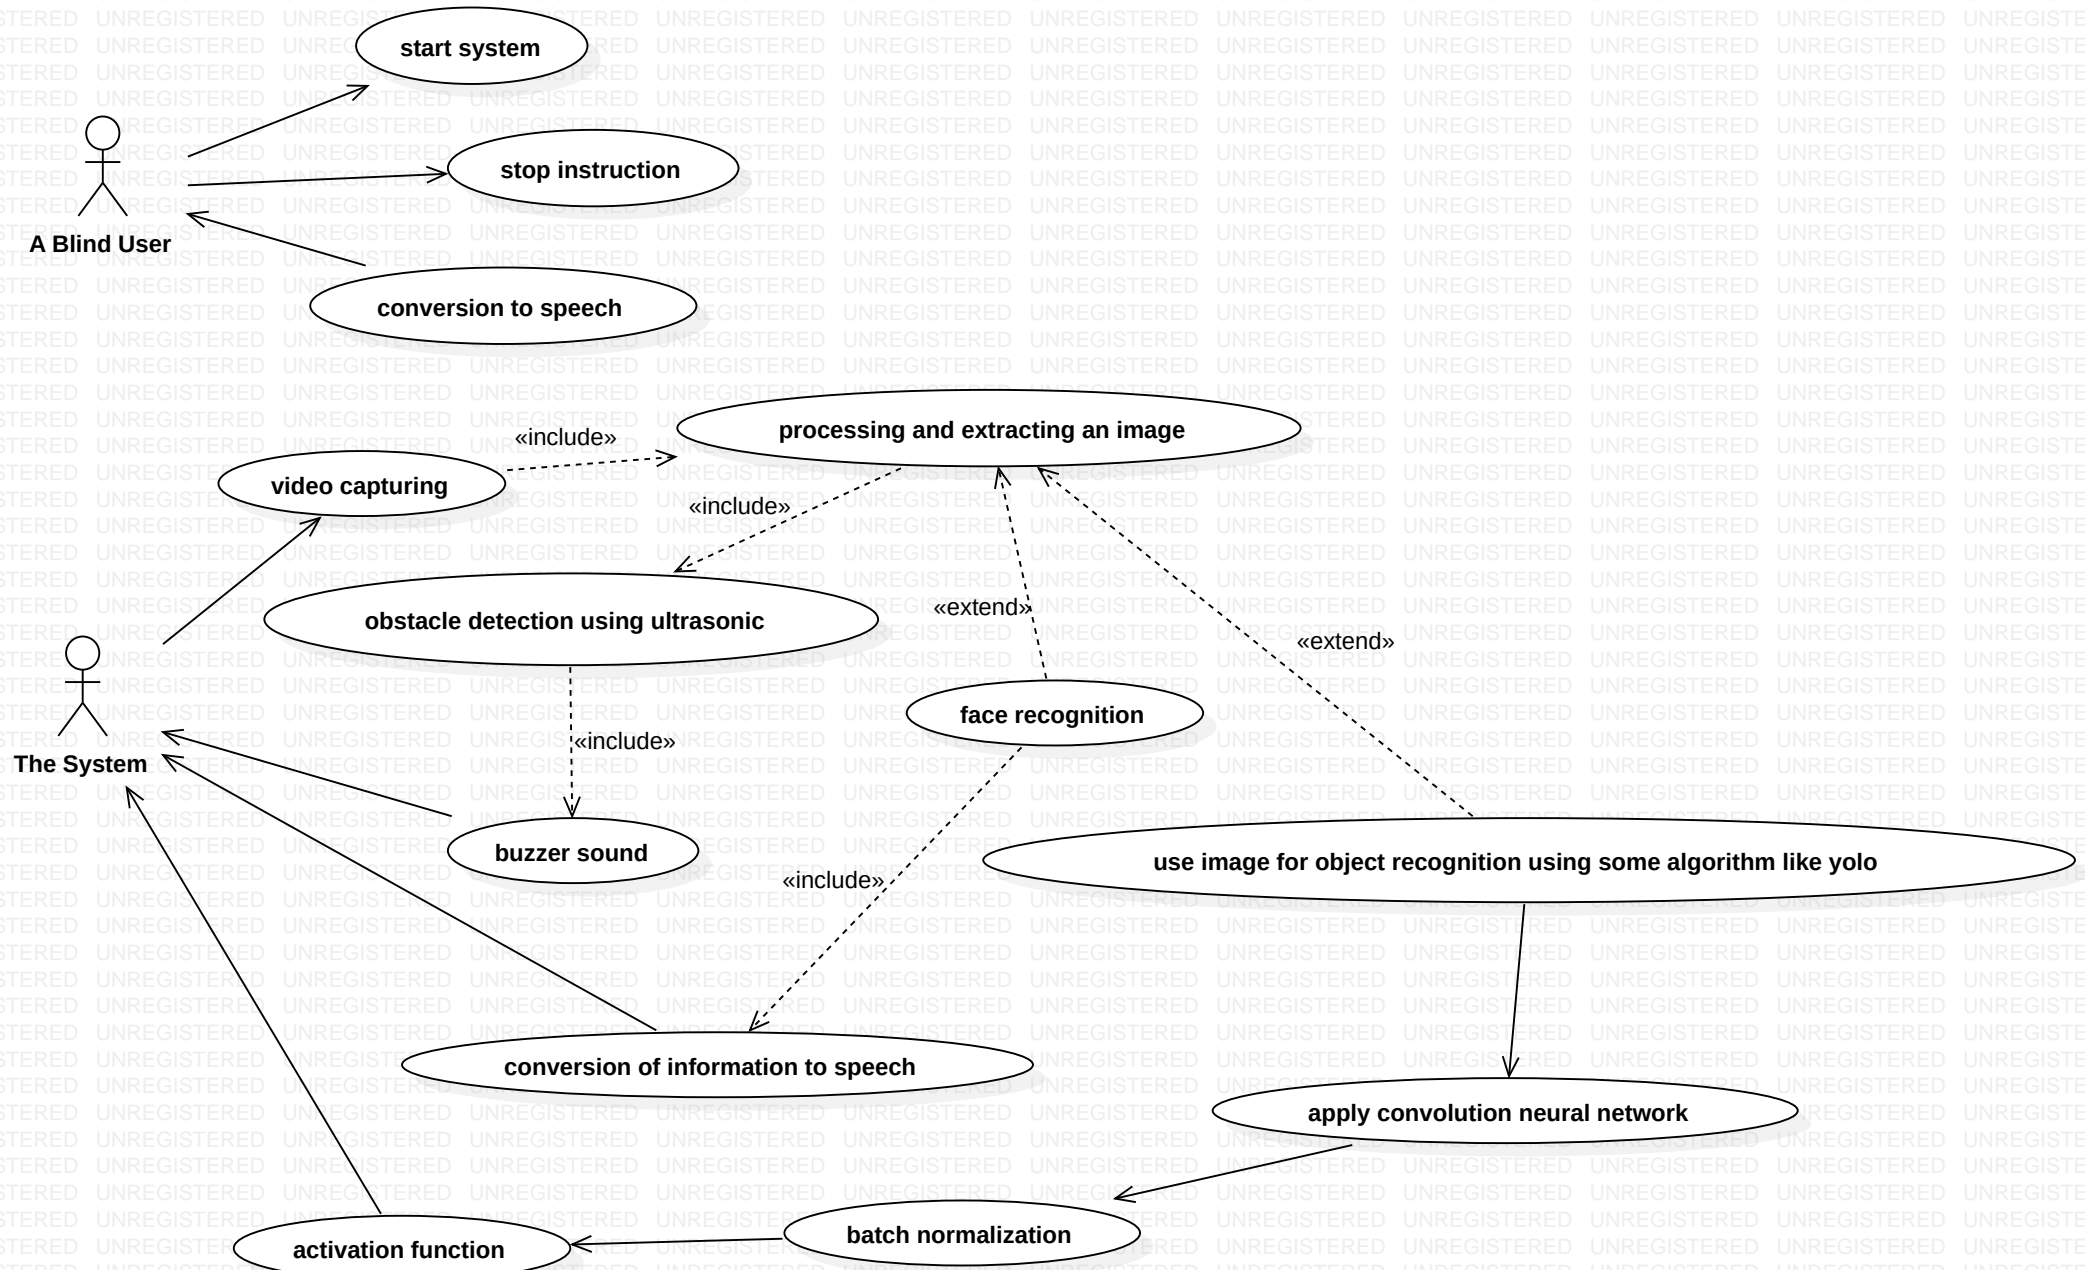 start system
stop instruction
A Blind User
conversion to speech
processing and extracting an image
«include»
video capturing
«include»
obstacle detection using ultrasonic
«extend»
«extend»
face recognition
«include»
The System
buzzer sound
use image for object recognition using some algorithm like yolo
«include»
conversion of information to speech
apply convolution neural network
batch normalization
activation function
UNREGISTERED